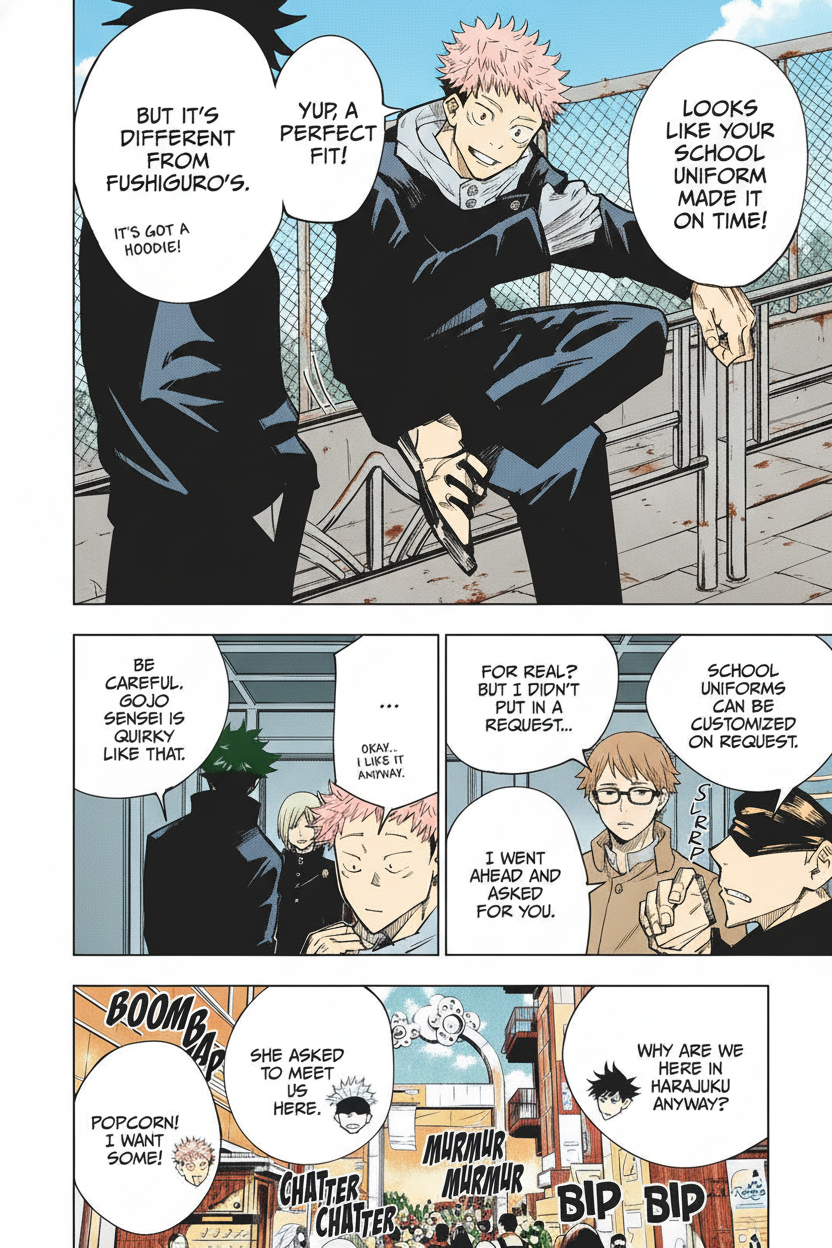 LOOKS
LIKE YOUR
SCHOOL
UNIFORM
MADE IT
ON TIME!
YUP, A
PERFECT
FIT!
BUT IT'S
DIFFERENT
FROM
FUSHIGURO'S.
IT'S GOT A
HOODIE!
SCHOOL
UNIFORMS
CAN BE
CUSTOMIZED
ON REQUEST.
FOR REAL?
BUT I DIDN'T
PUT IN A
REQUEST...
SLRRP
I WENT
AHEAD AND
ASKED
FOR YOU.
...
OKAY...
I LIKE IT
ANYWAY.
BE
CAREFUL.
GOJO
SENSEI IS
QUIRKY
LIKE THAT.
WHY ARE WE
HERE IN
HARAJUKU
ANYWAY?
SHE ASKED
TO MEET
US
HERE.
BOOM
BAP
POPCORN!
I WANT
SOME!
MURMUR
MURMUR
CHATTER
CHATTER
BIP BIP